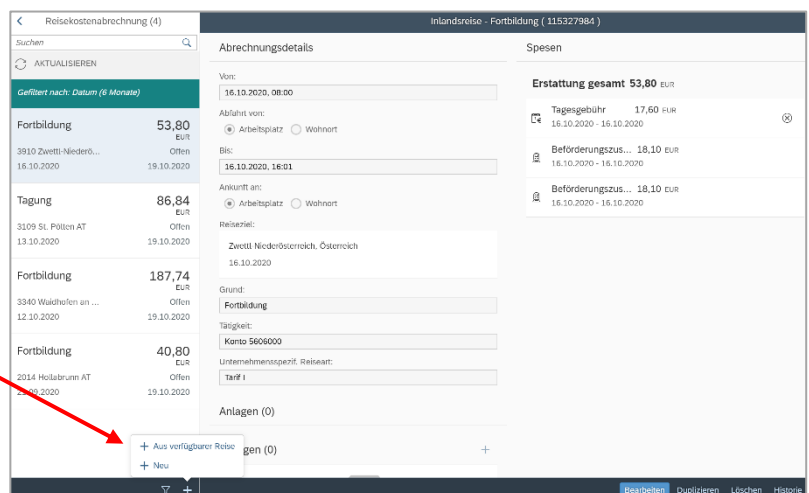 Reisekostenabrechnung (4)
Inlandsreise - Fortbildung ( 115327984 )
Suchen
AKTUALISIEREN
Gefiltert nach: Datum (6 Monate)
Fortbildung 53,80
EUR
3910 Zwettl-Niederö... Offen
16.10.2020 19.10.2020
Tagung 86,84
EUR
3109 St. Pölten AT Offen
13.10.2020 19.10.2020
Fortbildung 187,74
EUR
3340 Waidhofen an ... Offen
12.10.2020 19.10.2020
Fortbildung 40,80
EUR
2014 Hollabrunn AT Offen
.09.2020 19.10.2020
+ Aus verfügbarer Reise
+ Neu
Abrechnungsdetails
Von:
16.10.2020, 08:00
Abfahrt von:
Arbeitsplatz Wohnort
Bis:
16.10.2020, 16:01
Ankunft an:
Arbeitsplatz Wohnort
Reiseziel:
Zwettl-Niederösterreich, Österreich
16.10.2020
Grund:
Fortbildung
Tätigkeit:
Konto 5606000
Unternehmensspezif. Reiseart:
Tarif I
Anlagen (0)
gen (0)
Spesen
Erstattung gesamt 53,80 EUR
Tagesgebühr 17,60 EUR
16.10.2020 - 16.10.2020
Beförderungszus... 18,10 EUR
16.10.2020 - 16.10.2020
Beförderungszus... 18,10 EUR
16.10.2020 - 16.10.2020
Bearbeiten Duplizieren Löschen Historie